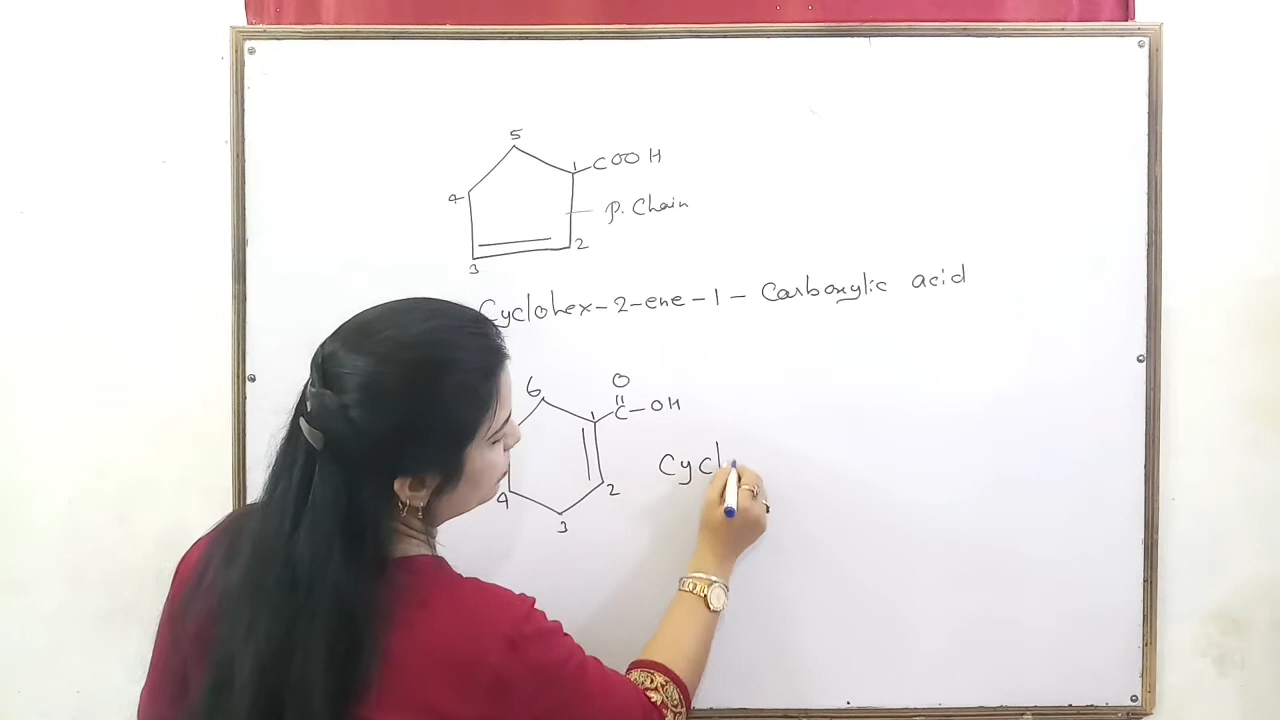 5
1 COOH
4
P. Chain
2
3
Cyclohex-2-ene-1-Carboxylic acid
O
6
1 C-OH
Cycl
2
4
3